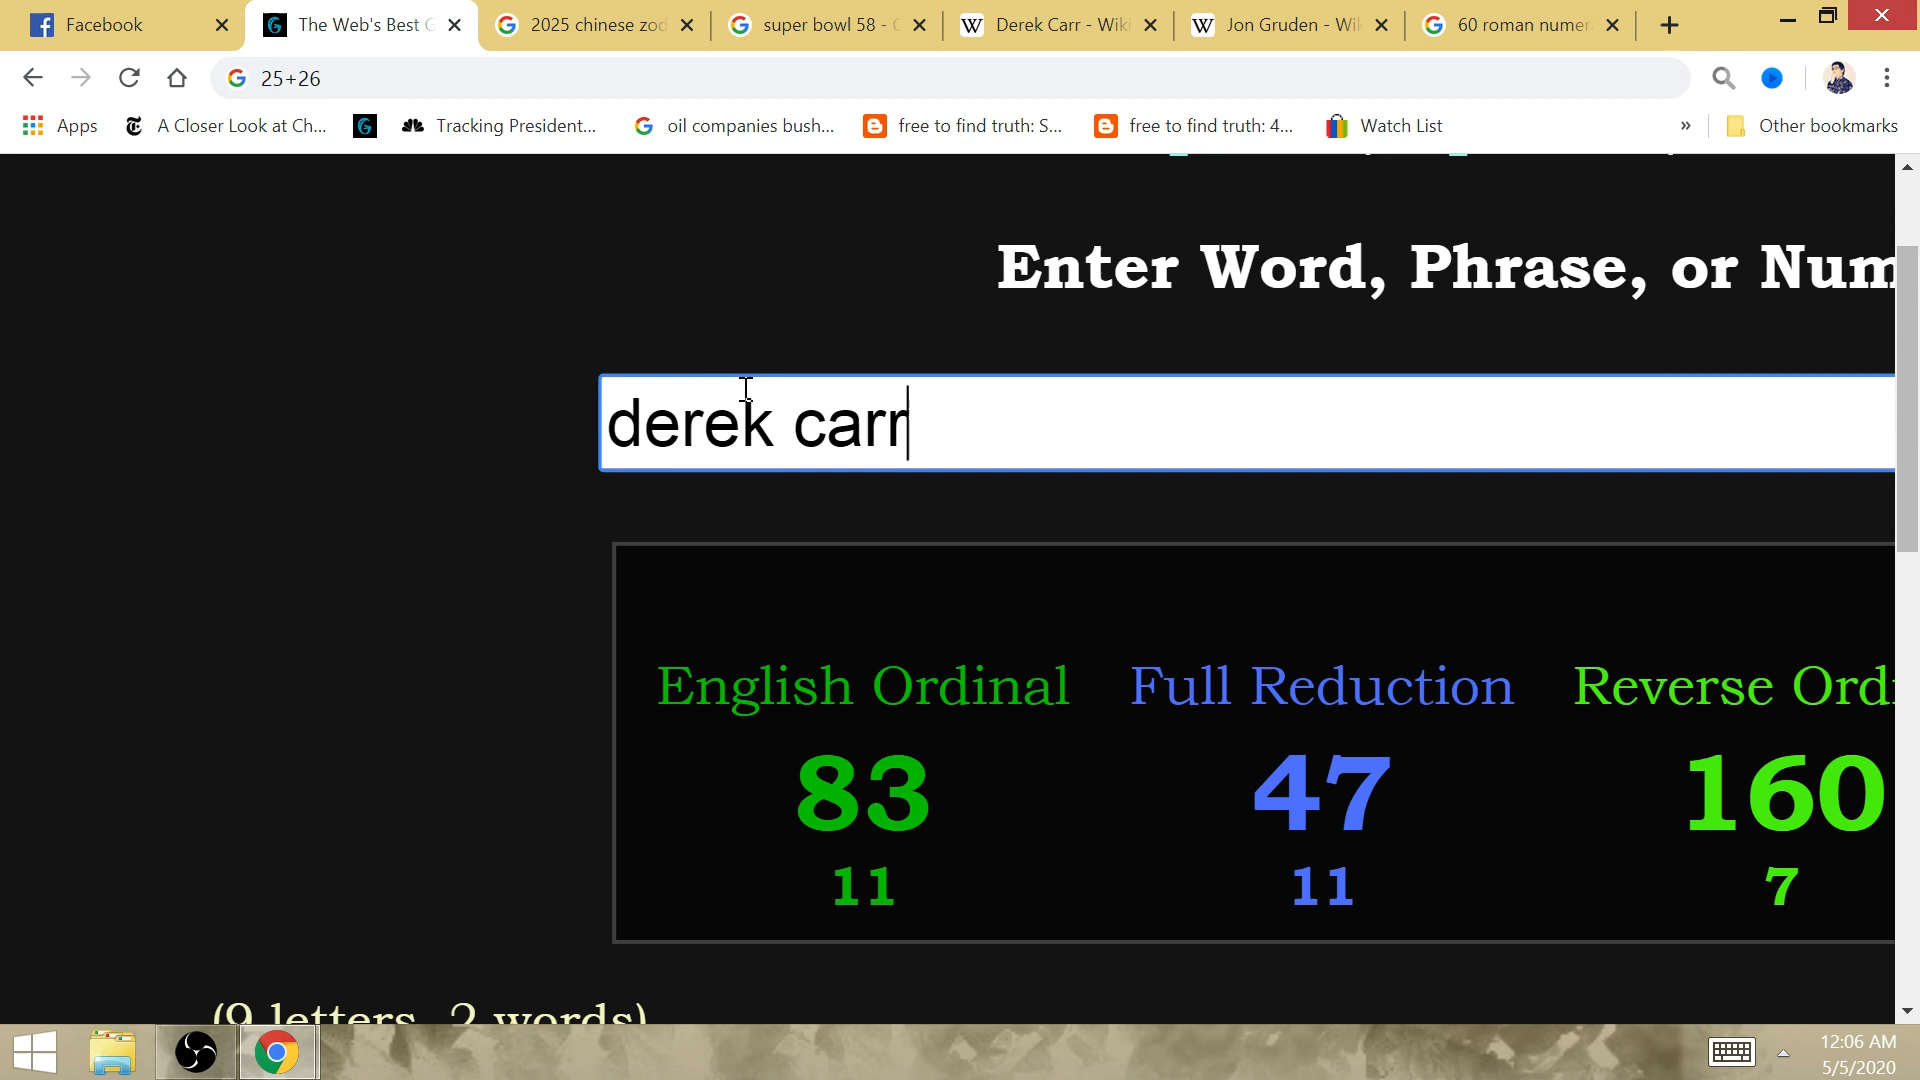 Facebook
The Web's Best G
2025 chinese zod
super bowl 58 - G
Derek Carr - Wiki
Jon Gruden - Wik
60 roman numer
25+26
Apps
A Closer Look at Ch...
Tracking President...
oil companies bush...
free to find truth: S...
free to find truth: 4...
Watch List
»
Other bookmarks
Enter Word, Phrase, or Num
derek carr
English Ordinal Full Reduction Reverse Ordi
83 47 160
11 11 7
(9 letters, 2 words)
12:06 AM
5/5/2020